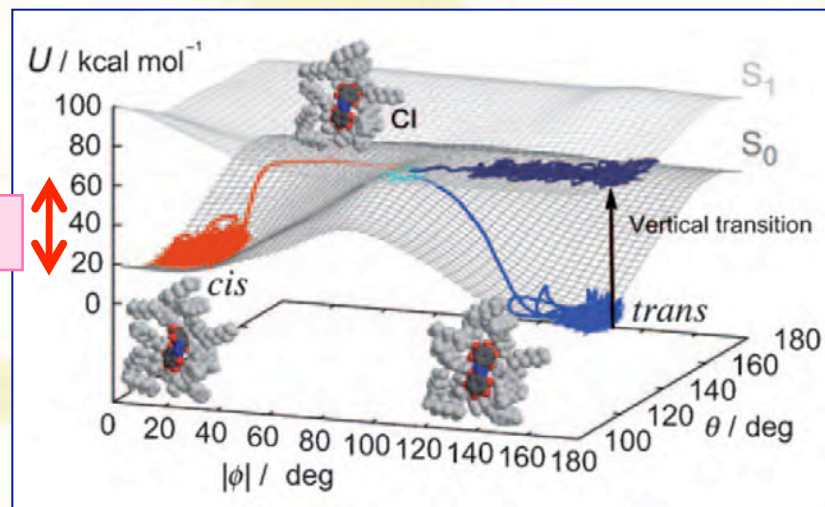 U / kcal mol⁻¹
100
80
60
40
20
0
S₁
CI
S₀
Vertical transition
cis
trans
0 20 40 60 80 100 120 140 160 180
|ϕ| / deg
100 120 140 160 180
θ / deg